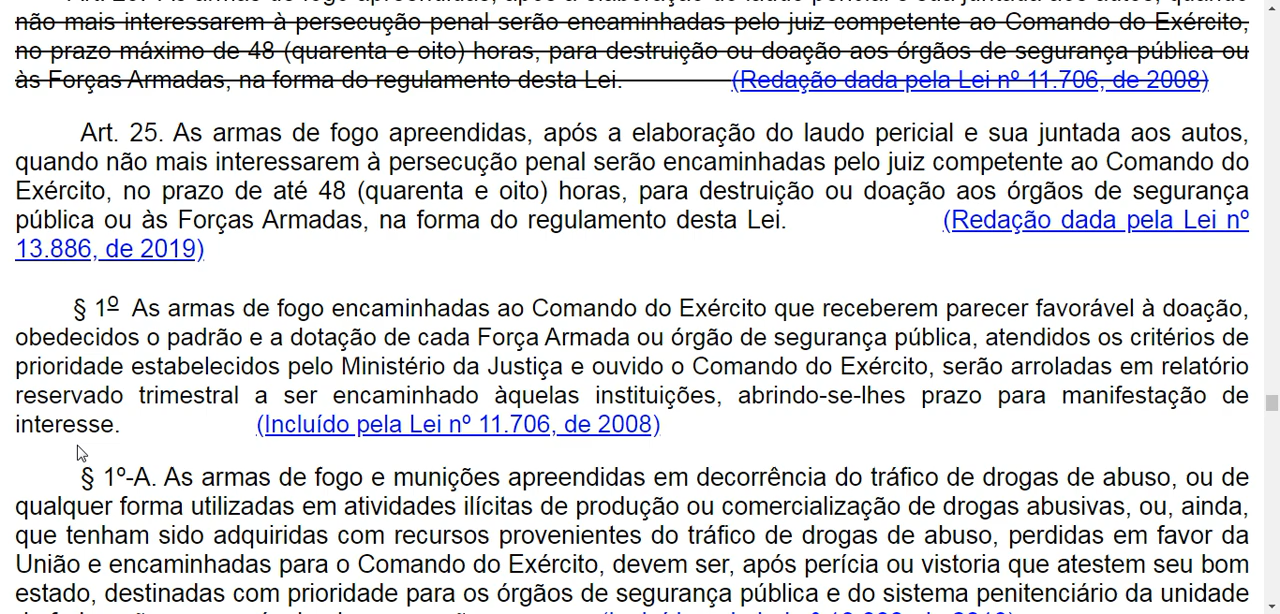 não mais interessarem à persecução penal serão encaminhadas pelo juiz competente ao Comando do Exército,
no prazo máximo de 48 (quarenta e oito) horas, para destruição ou doação aos órgãos de segurança pública ou
às Forças Armadas, na forma do regulamento desta Lei. (Redação dada pela Lei nº 11.706, de 2008)
Art. 25. As armas de fogo apreendidas, após a elaboração do laudo pericial e sua juntada aos autos,
quando não mais interessarem à persecução penal serão encaminhadas pelo juiz competente ao Comando do
Exército, no prazo de até 48 (quarenta e oito) horas, para destruição ou doação aos órgãos de segurança
pública ou às Forças Armadas, na forma do regulamento desta Lei. (Redação dada pela Lei nº
13.886, de 2019)
§ 1º As armas de fogo encaminhadas ao Comando do Exército que receberem parecer favorável à doação,
obedecidos o padrão e a dotação de cada Força Armada ou órgão de segurança pública, atendidos os critérios de
prioridade estabelecidos pelo Ministério da Justiça e ouvido o Comando do Exército, serão arroladas em relatório
reservado trimestral a ser encaminhado àquelas instituições, abrindo-se-lhes prazo para manifestação de
interesse. (Incluído pela Lei nº 11.706, de 2008)
§ 1º-A. As armas de fogo e munições apreendidas em decorrência do tráfico de drogas de abuso, ou de
qualquer forma utilizadas em atividades ilícitas de produção ou comercialização de drogas abusivas, ou, ainda,
que tenham sido adquiridas com recursos provenientes do tráfico de drogas de abuso, perdidas em favor da
União e encaminhadas para o Comando do Exército, devem ser, após perícia ou vistoria que atestem seu bom
estado, destinadas com prioridade para os órgãos de segurança pública e do sistema penitenciário da unidade